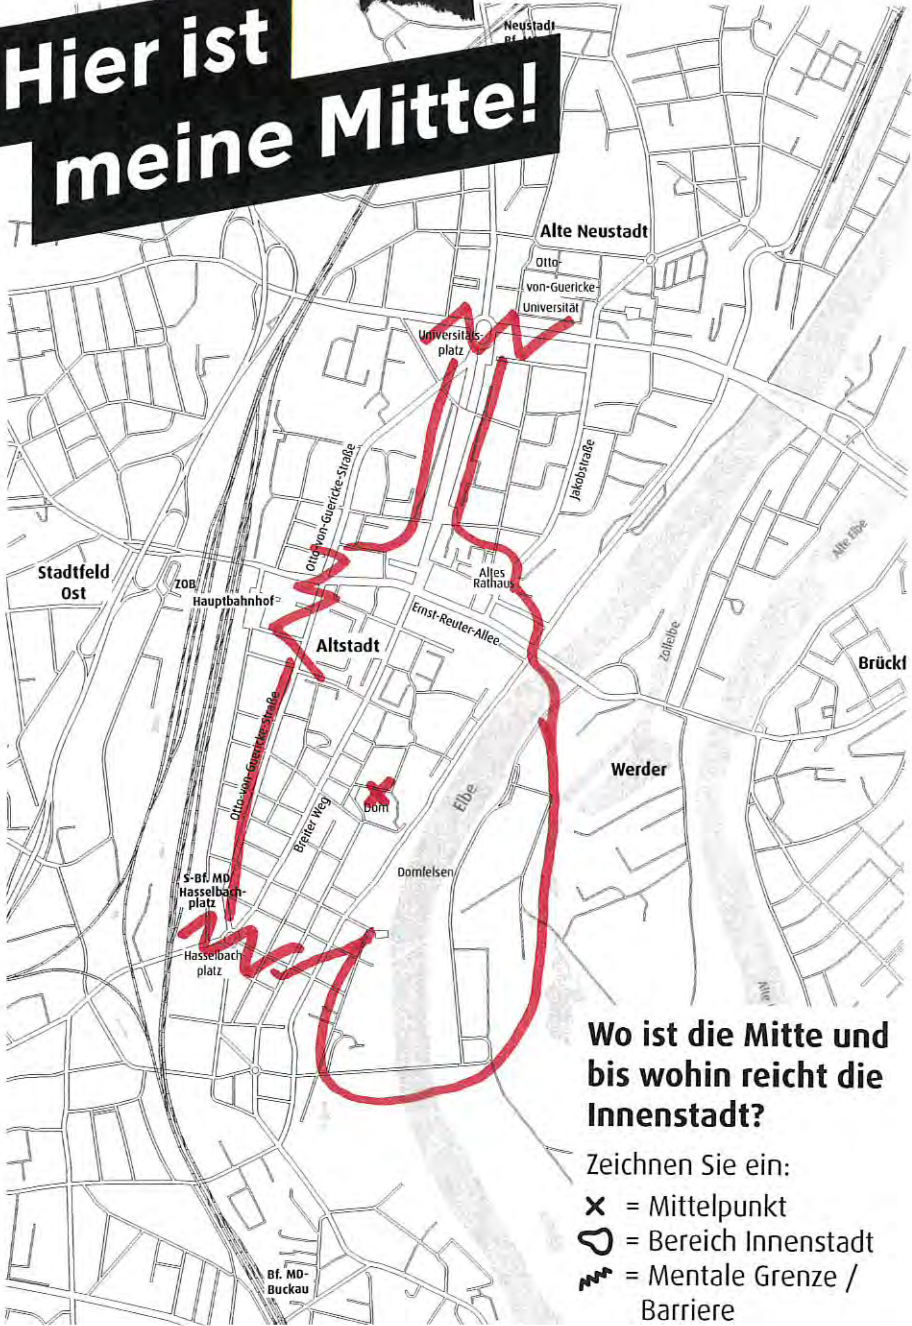 Hier ist
meine Mitte!
Neustadt
Alte Neustadt
Otto-
von-Guericke-
Universität
Universitäts-
platz
Otto-von-Guericke-Straße
Jakobstraße
Alte Elbe
Stadtfeld
Ost
ZOB
Hauptbahnhof
Altes
Rathaus
Ernst-Reuter-Allee
Altstadt
Zollelbe
Brückf
Otto-von-Guericke-Straße
Werder
Dom
Elbe
Breiter Weg
Domfelsen
S-Bf. MD
Hasselbach-
platz
Hasselbach
platz
Alte
Wo ist die Mitte und
bis wohin reicht die
Innenstadt?
Zeichnen Sie ein:
= Mittelpunkt
= Bereich Innenstadt
= Mentale Grenze /
Barriere
Bf. MD-
Buckau